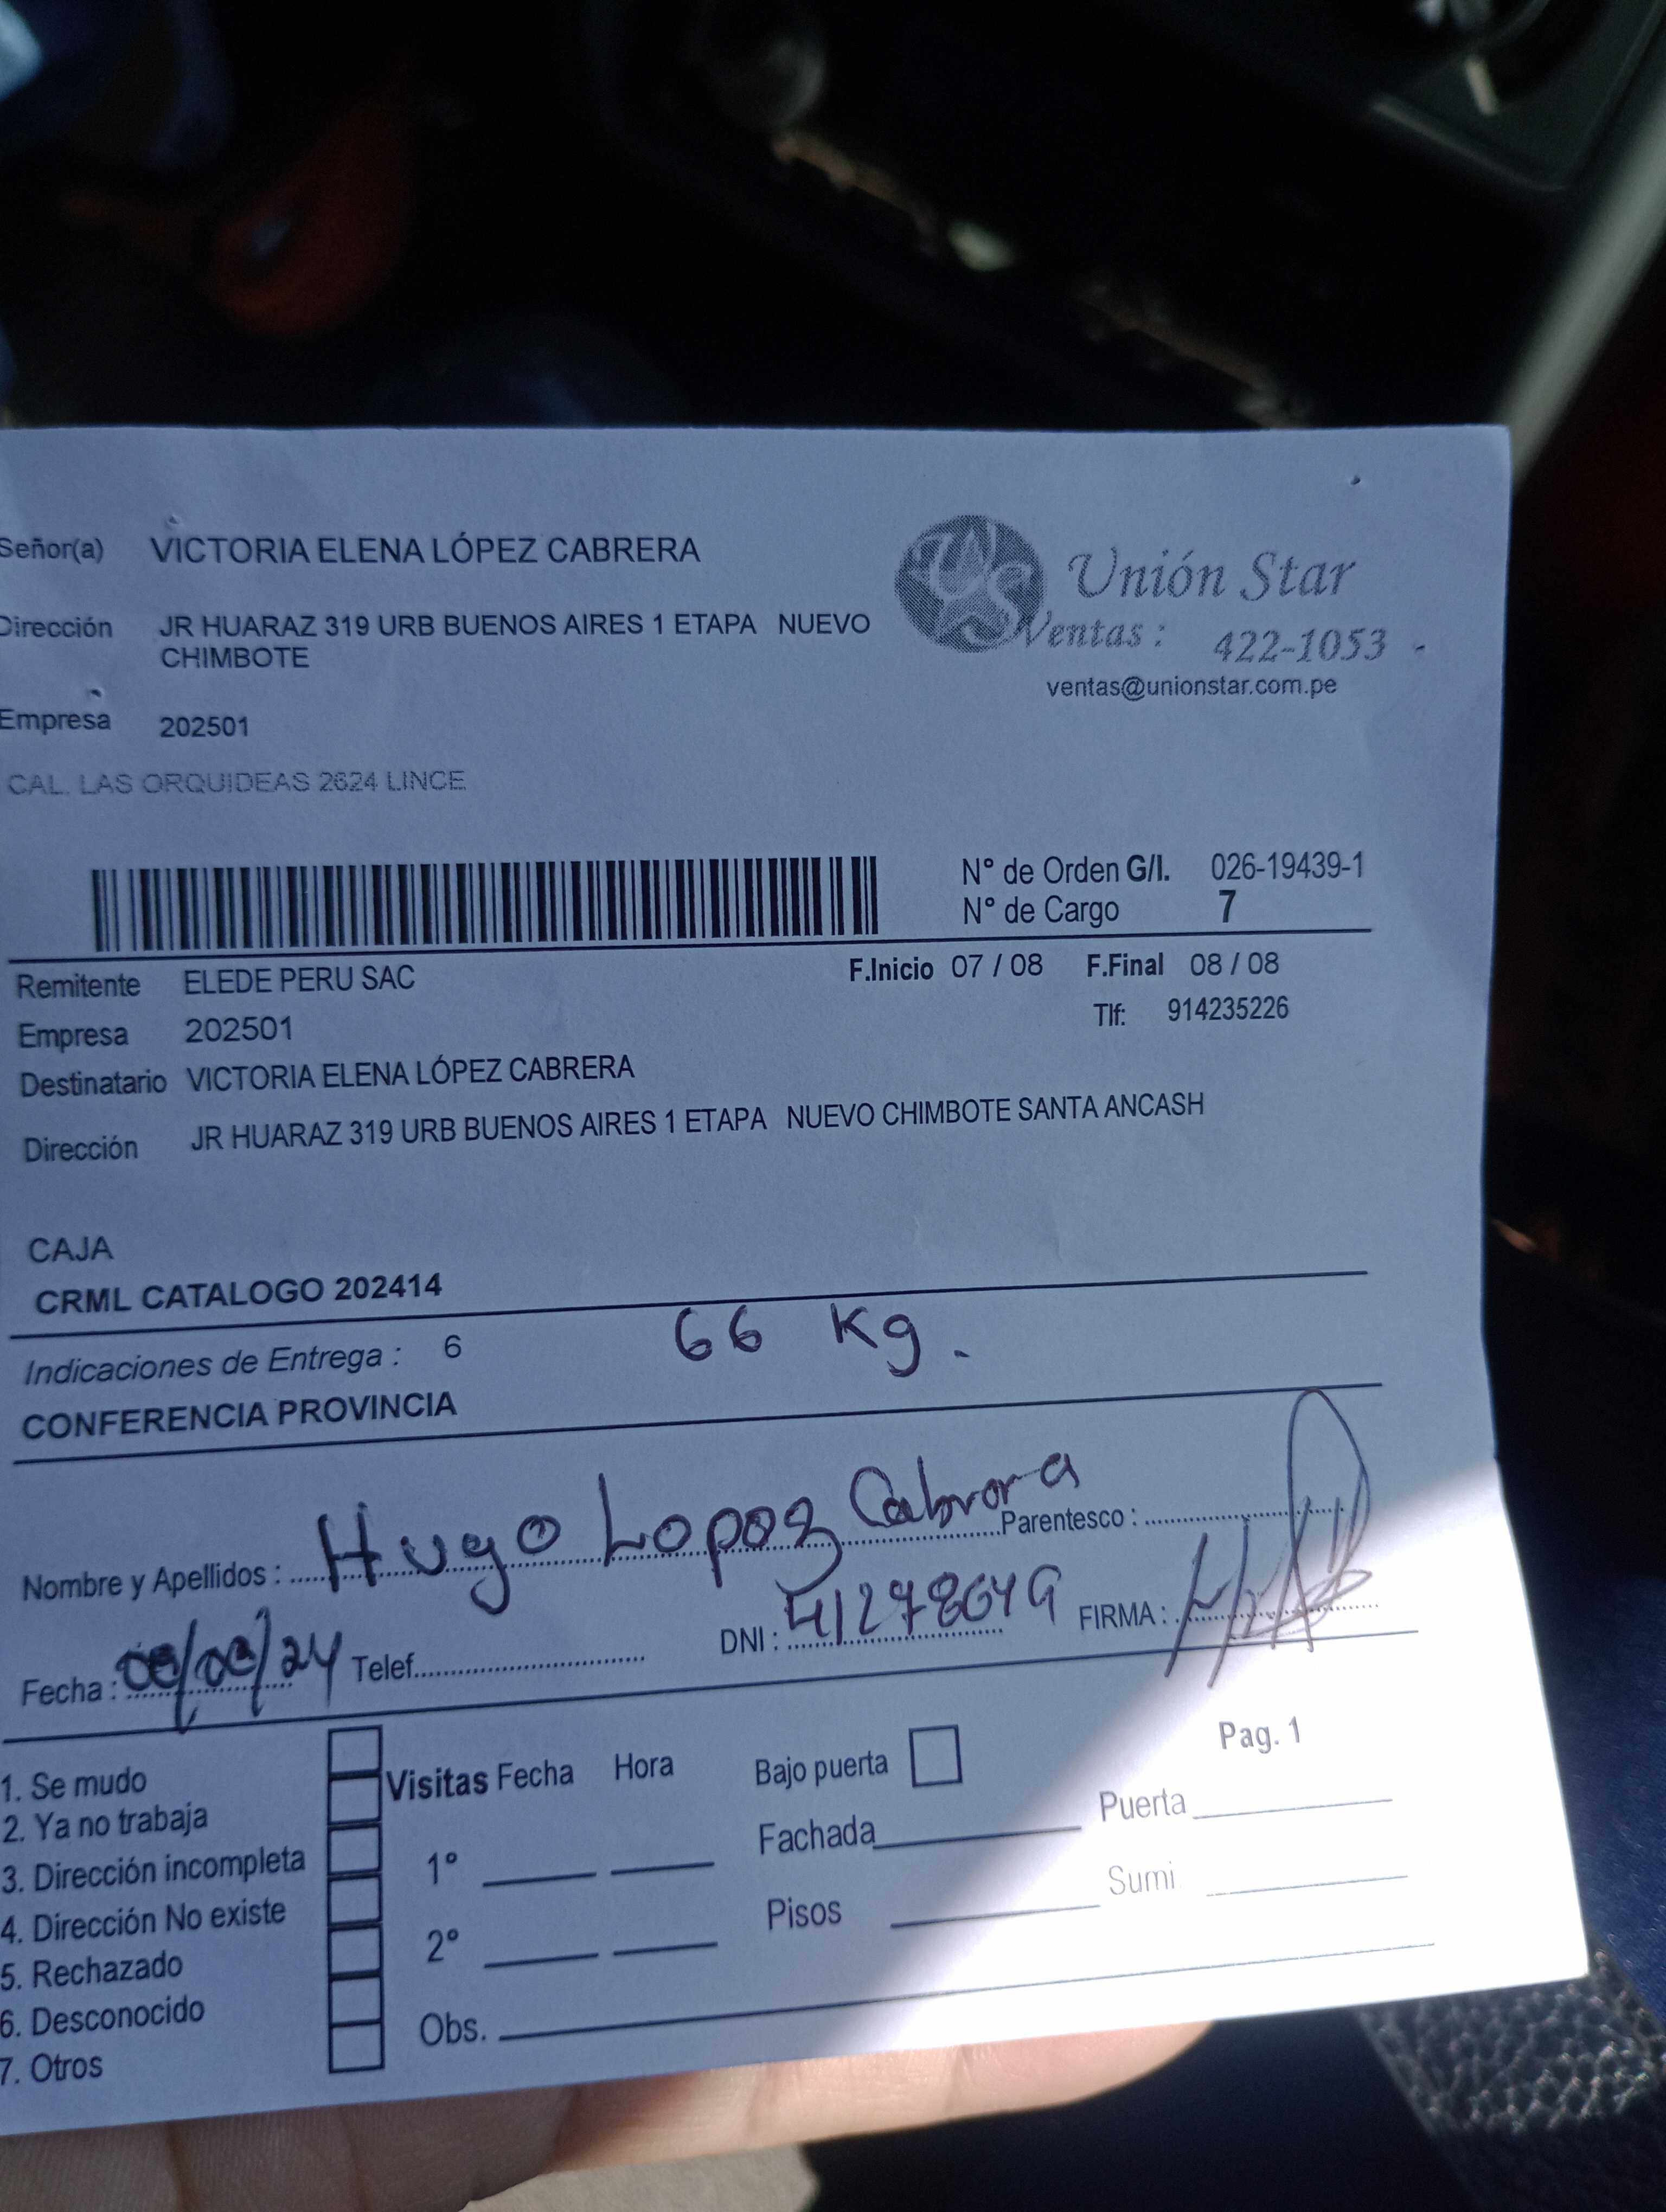 Señor(a) VICTORIA ELENA LÓPEZ CABRERA
Unión Star
Dirección JR HUARAZ 319 URB BUENOS AIRES 1 ETAPA NUEVO
CHIMBOTE
Ventas : 422-1053 -
ventas@unionstar.com.pe
Empresa 202501
CAL. LAS ORQUIDEAS 2624 LINCE
N° de Orden G/I. 026-19439-1
N° de Cargo 7
Remitente ELEDE PERU SAC F.Inicio 07 / 08 F.Final 08 / 08
Empresa 202501 Tlf: 914235226
Destinatario VICTORIA ELENA LÓPEZ CABRERA
Dirección JR HUARAZ 319 URB BUENOS AIRES 1 ETAPA NUEVO CHIMBOTE SANTA ANCASH
CAJA
CRML CATALOGO 202414
Indicaciones de Entrega : 6 66 Kg.
CONFERENCIA PROVINCIA
Nombre y Apellidos : Hugo Lopez Cabrera Parentesco :
Fecha : Telef. DNI : 41278649 FIRMA :
1. Se mudo
2. Ya no trabaja
3. Dirección incompleta
4. Dirección No existe
5. Rechazado
6. Desconocido
7. Otros
Visitas Fecha Hora
1°
2°
Obs.
Bajo puerta
Fachada
Pisos
Pag. 1
Puerta
Sumi